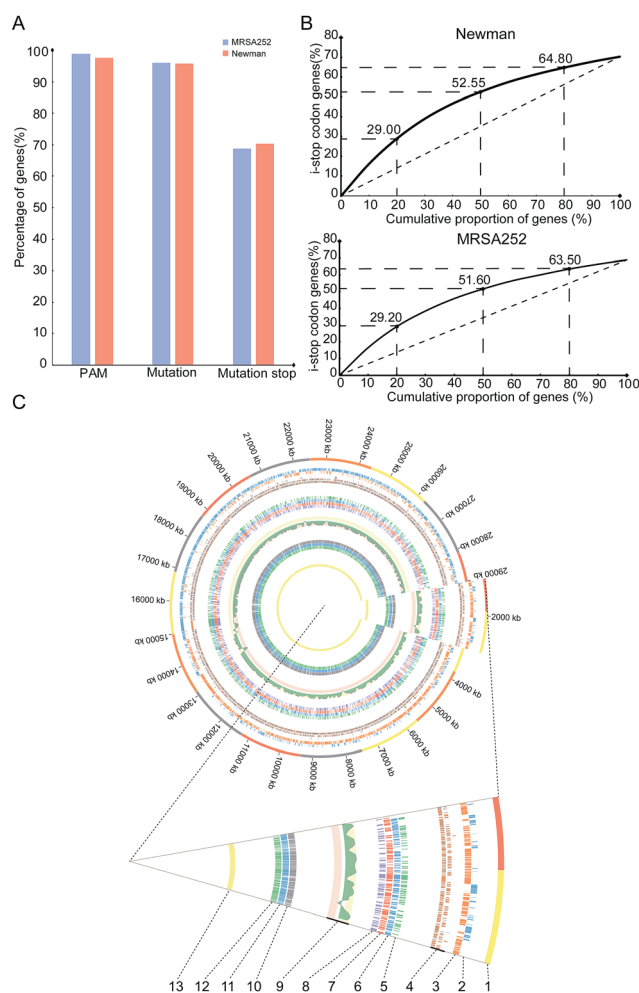 A
MRSA252
Newman
Percentage of genes(%)
100
90
80
70
60
50
40
30
20
10
0
PAM
Mutation
Mutation stop
B
Newman
i-stop codon genes(%)
80
70
60
50
40
30
20
10
0
29.00
52.55
64.80
0 10 20 30 40 50 60 70 80 90 100
Cumulative proportion of genes (%)
MRSA252
i-stop codon genes(%)
80
70
60
50
40
30
20
10
0
29.20
51.60
63.50
0 10 20 30 40 50 60 70 80 90 100
Cumulative proportion of genes (%)
C
2000 kb
4000 kb
5000 kb
6000 kb
7000 kb
8000 kb
9000 kb
10000 kb
11000 kb
12000 kb
13000 kb
14000 kb
15000 kb
16000 kb
17000 kb
18000 kb
19000 kb
20000 kb
21000 kb
22000 kb
23000 kb
24000 kb
25000 kb
26000 kb
27000 kb
28000 kb
29000 kb
13 12 11 10 9 8 7 6 5 4 3 2 1